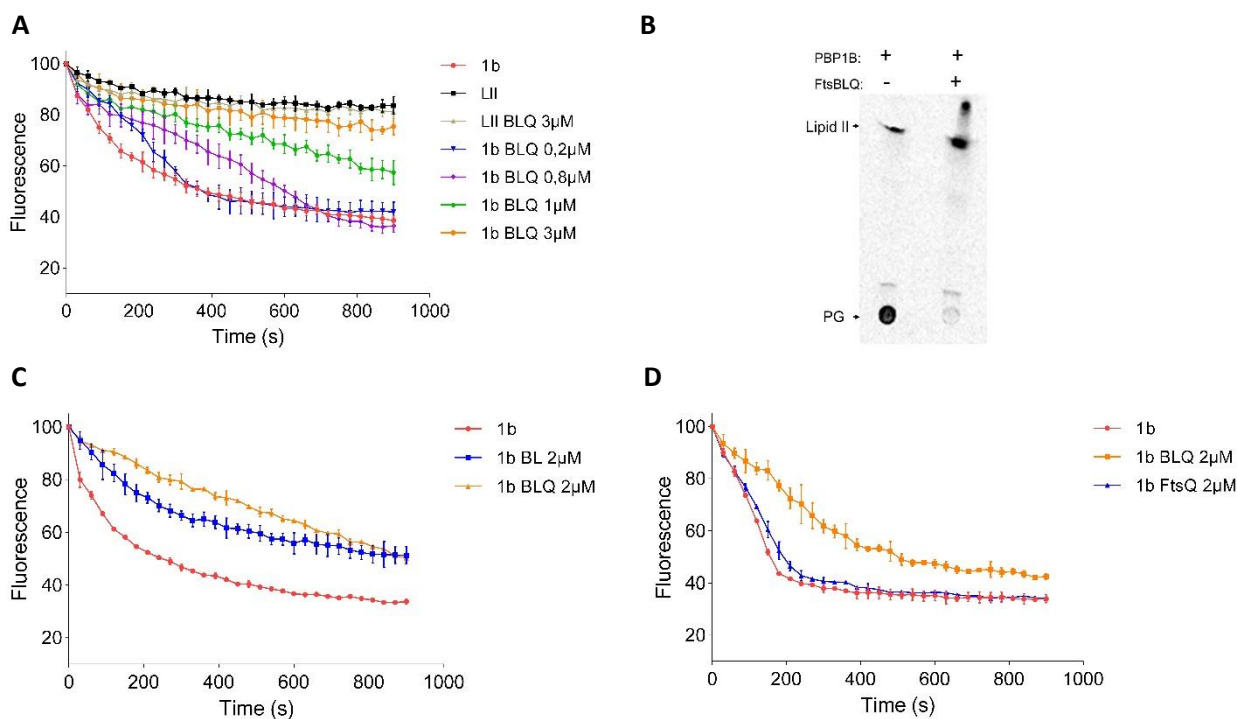 A
100
80
60
40
20
Fluorescence
0
200
400
600
800
1000
Time (s)
1b
LII
LII BLQ 3µM
1b BLQ 0,2µM
1b BLQ 0,8µM
1b BLQ 1µM
1b BLQ 3µM
B
PBP1B: + +
FtsBLQ: - +
Lipid II
PG
C
100
80
60
40
20
Fluorescence
0
200
400
600
800
1000
Time (s)
1b
1b BL 2µM
1b BLQ 2µM
D
100
80
60
40
20
Fluorescence
0
200
400
600
800
1000
Time (s)
1b
1b BLQ 2µM
1b FtsQ 2µM